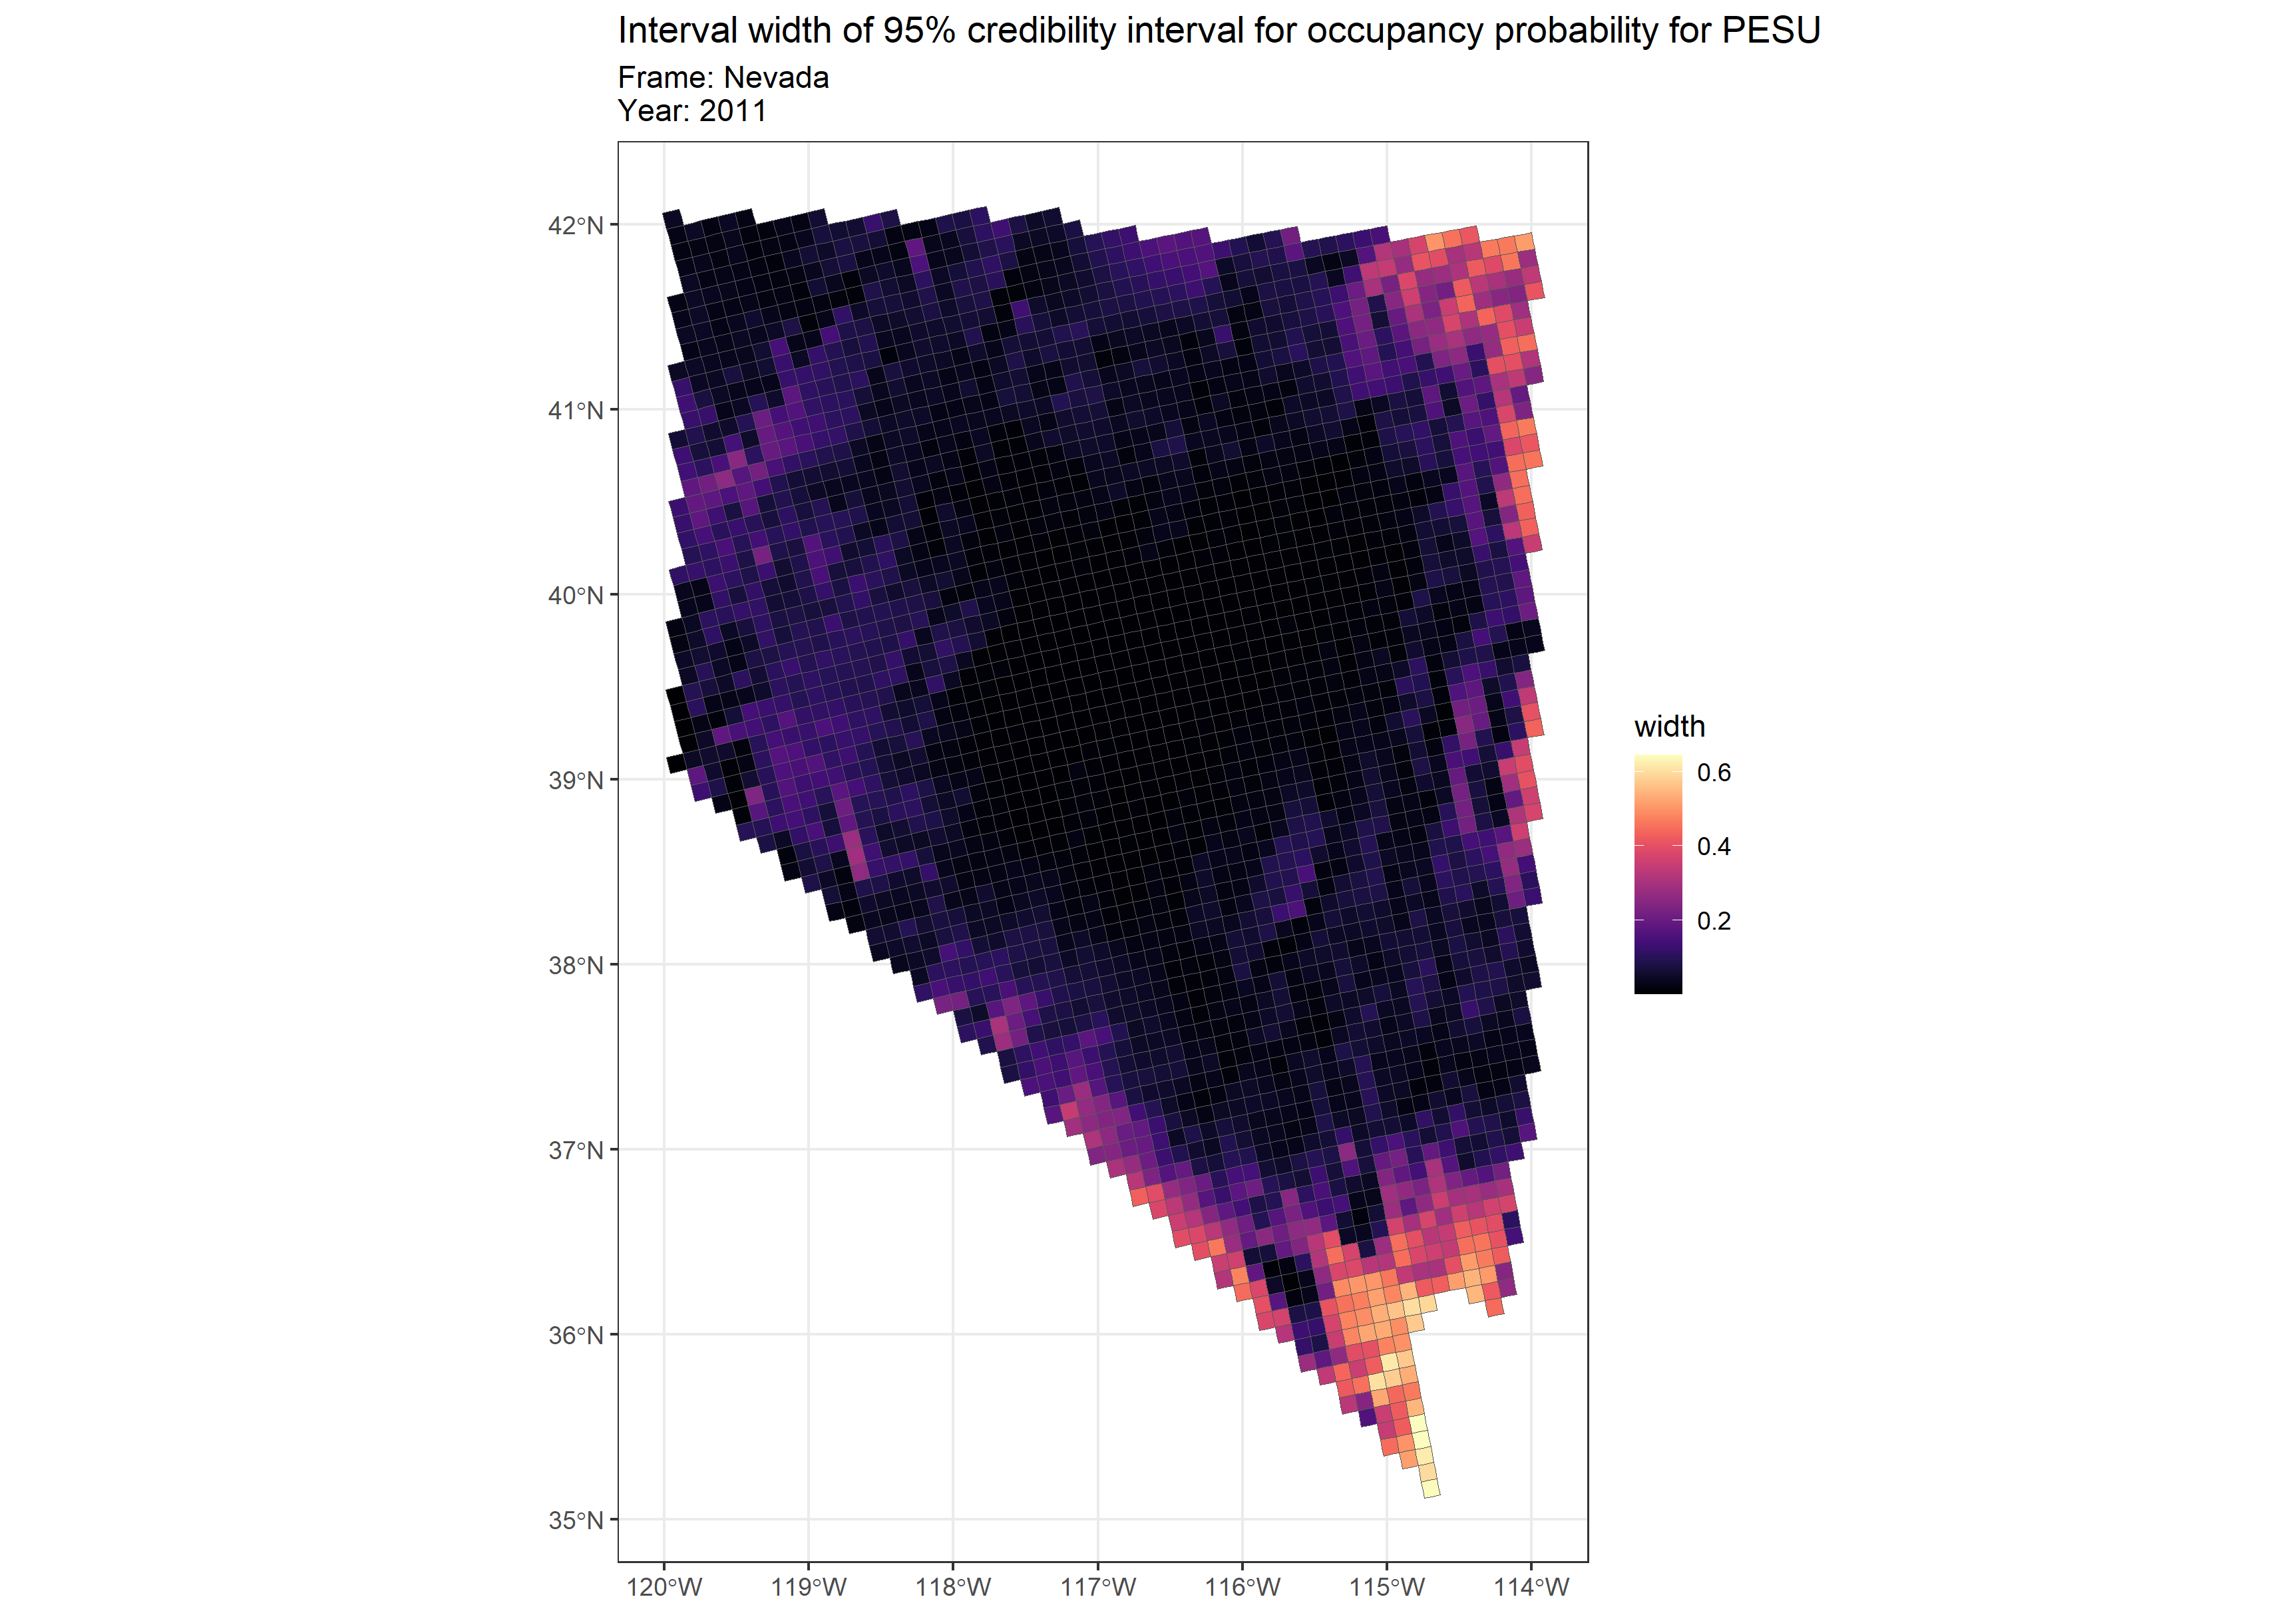 Interval width of 95% credibility interval for occupancy probability for PESU
Frame: Nevada
Year: 2011
42°N
41°N
40°N
39°N
38°N
37°N
36°N
35°N
120°W 119°W 118°W 117°W 116°W 115°W 114°W
width
0.6
0.4
0.2